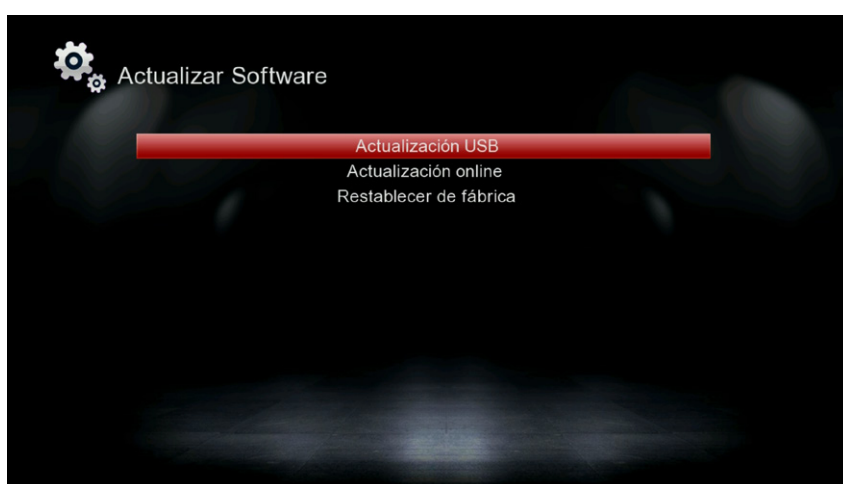 Actualizar Software
Actualización USB
Actualización online
Restablecer de fábrica